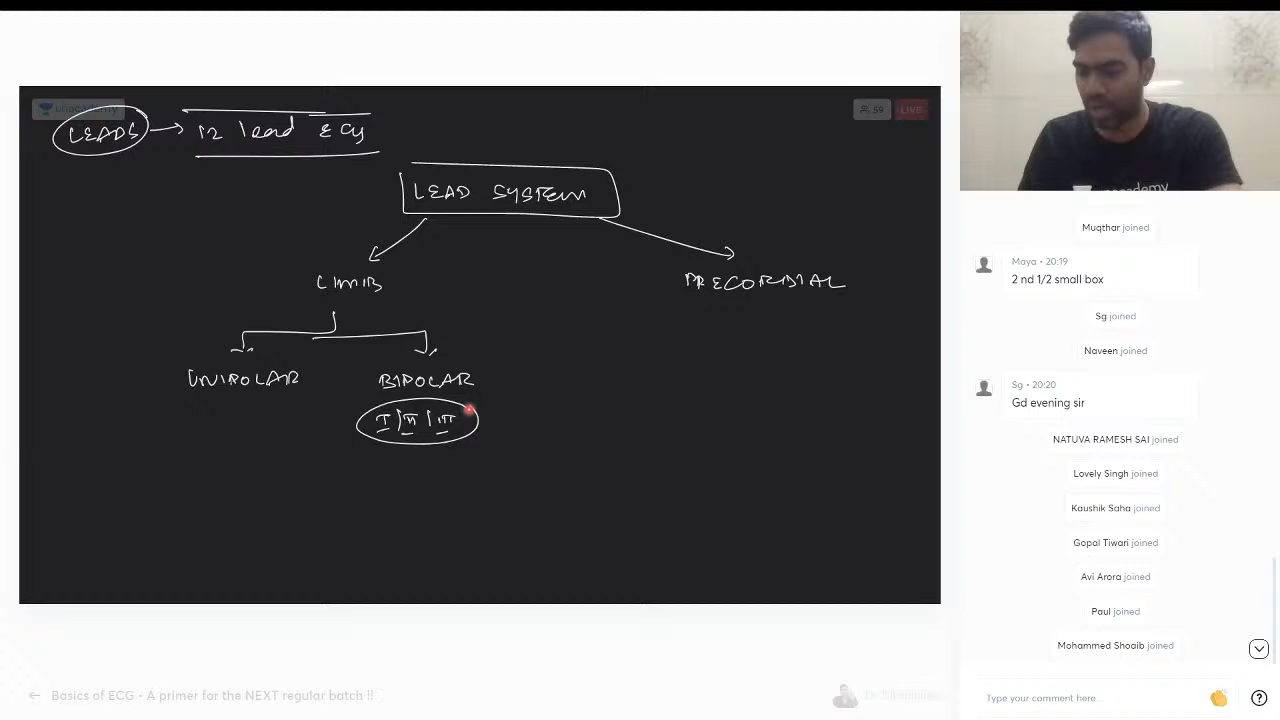 unacademy
59
LIVE
LEADS → 12 lead ECG
LEAD SYSTEM
LIMB
PRECORDIAL
UNIPOLAR
BIPOLAR
I | II | III
← Basics of ECG - A primer for the NEXT regular batch !!
Muqthar joined
Maya • 20:19
2 nd 1/2 small box
Sg joined
Naveen joined
Sg • 20:20
Gd evening sir
NATUVA RAMESH SAI joined
Lovely Singh joined
Kaushik Saha joined
Gopal Tiwari joined
Avi Arora joined
Paul joined
Mohammed Shoaib joined
Type your comment here...